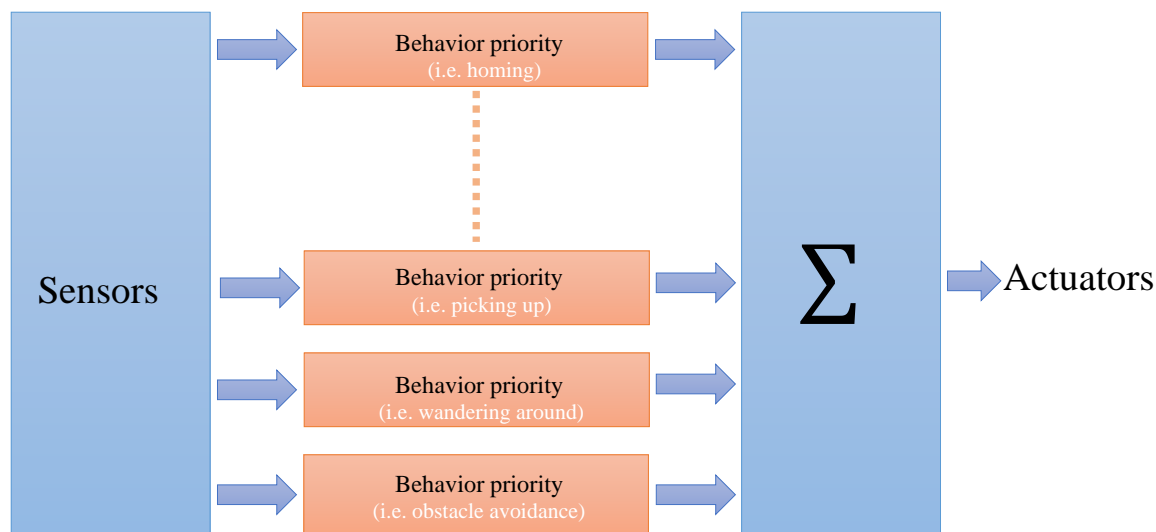 Behavior priority
(i.e. homing)
Sensors
Behavior priority
(i.e. picking up)
∑
Actuators
Behavior priority
(i.e. wandering around)
Behavior priority
(i.e. obstacle avoidance)